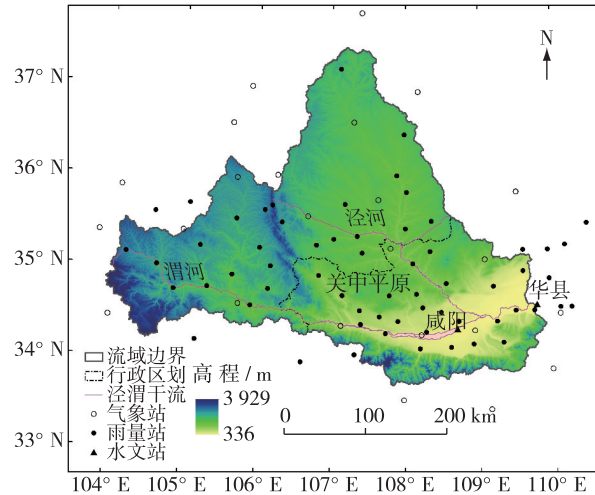 N
37° N
36° N
35° N
34° N
33° N
泾河
渭河
关中平原
华县
咸阳
流域边界
行政区划
泾渭干流
气象站
雨量站
水文站
高程/m
3 929
336
0 100 200 km
104° E 105° E 106° E 107° E 108° E 109° E 110° E